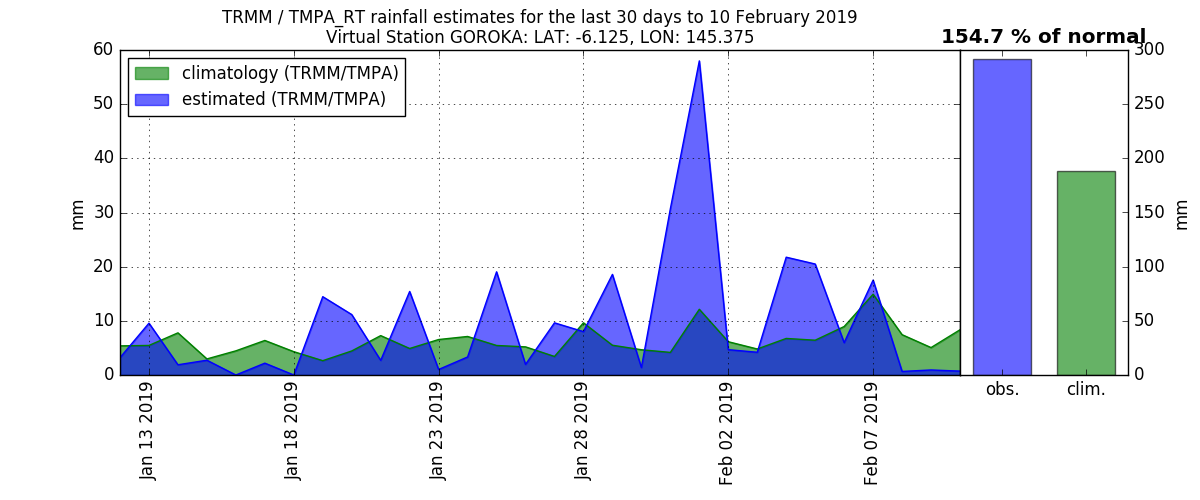 TRMM / TMPA_RT rainfall estimates for the last 30 days to 10 February 2019
Virtual Station GOROKA: LAT: -6.125, LON: 145.375
154.7 % of normal
climatology (TRMM/TMPA)
estimated (TRMM/TMPA)
60
50
40
30
20
10
0
mm
Jan 13 2019
Jan 18 2019
Jan 23 2019
Jan 28 2019
Feb 02 2019
Feb 07 2019
300
250
200
150
100
50
0
mm
obs.
clim.